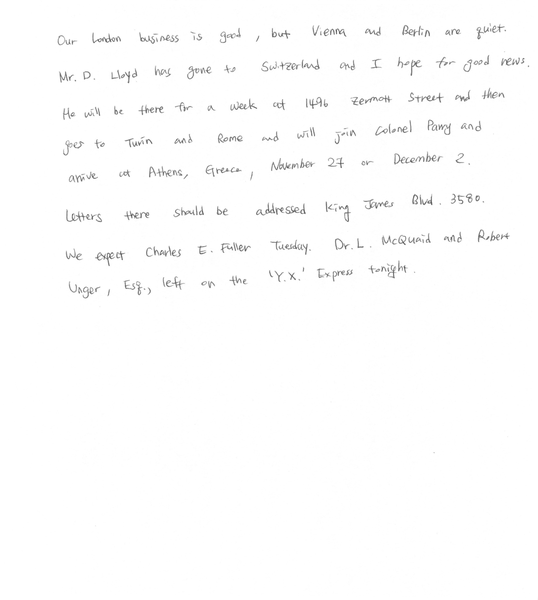 Our London business is good, but Vienna and Berlin are quiet.
Mr. D. Lloyd has gone to Switzerland and I hope for good news.
He will be there for a week at 1496 Zermott Street and then
goes to Turin and Rome and will join Colonel Parry and
arrive at Athens, Greece, November 27 or December 2.
Letters there should be addressed King James Blvd. 3580.
We expect Charles E. Fuller Tuesday. Dr. L. McQuaid and Robert
Unger, Esq., left on the 'Y.X.' Express tonight.